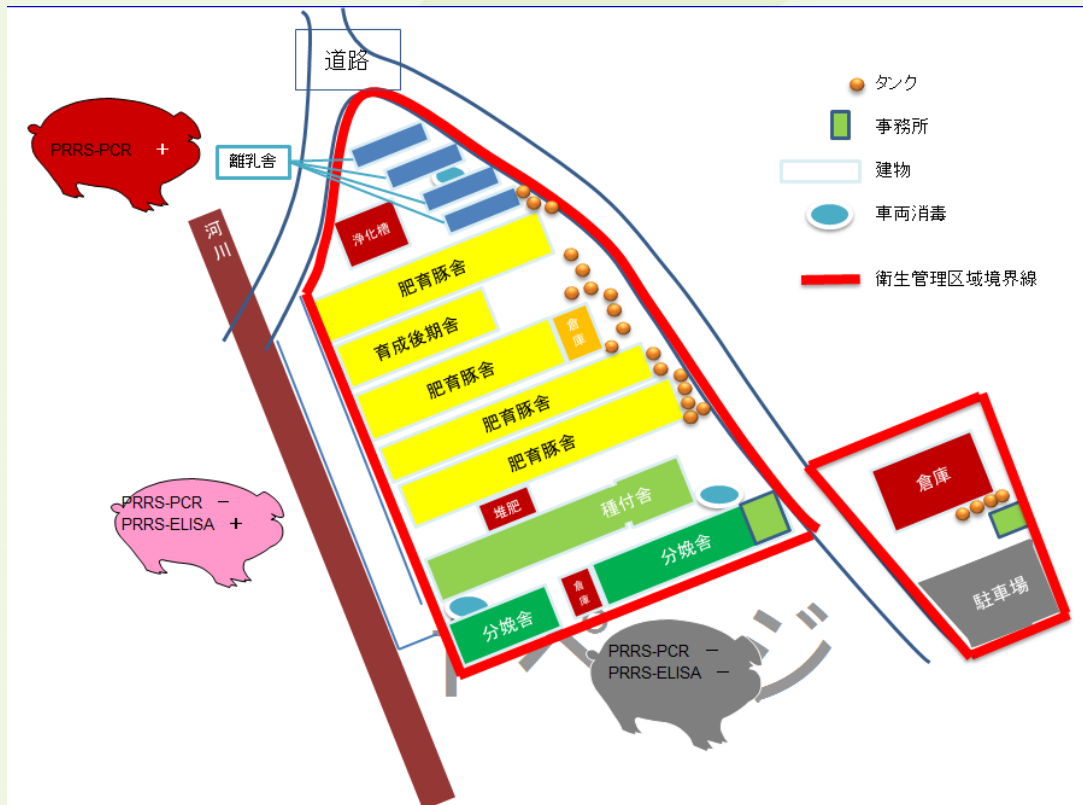 道路
タンク
事務所
建物
車両消毒
衛生管理区域境界線
PRRS-PCR +
離乳舎
河川
浄化槽
肥育豚舎
育成後期舎
倉庫
肥育豚舎
肥育豚舎
肥育豚舎
堆肥
種付舎
分娩舎
倉庫
分娩舎
倉庫
駐車場
PRRS-PCR −
PRRS-ELISA +
PRRS-PCR −
PRRS-ELISA −